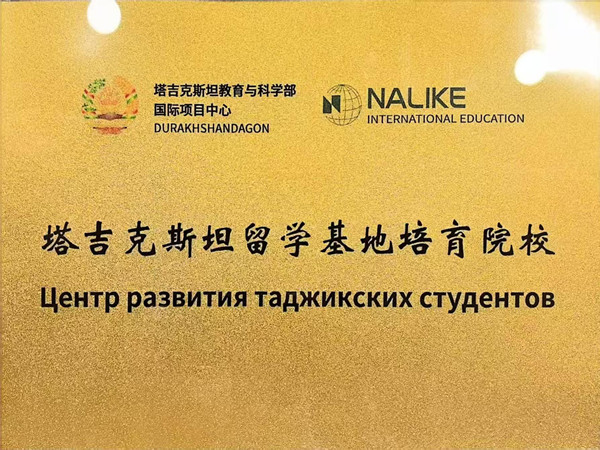 塔吉克斯坦教育与科学部
国际项目中心
DURAKHSHANDAGON
NALIKE
INTERNATIONAL EDUCATION
塔吉克斯坦留学基地培育院校
Центр развития таджикских студентов